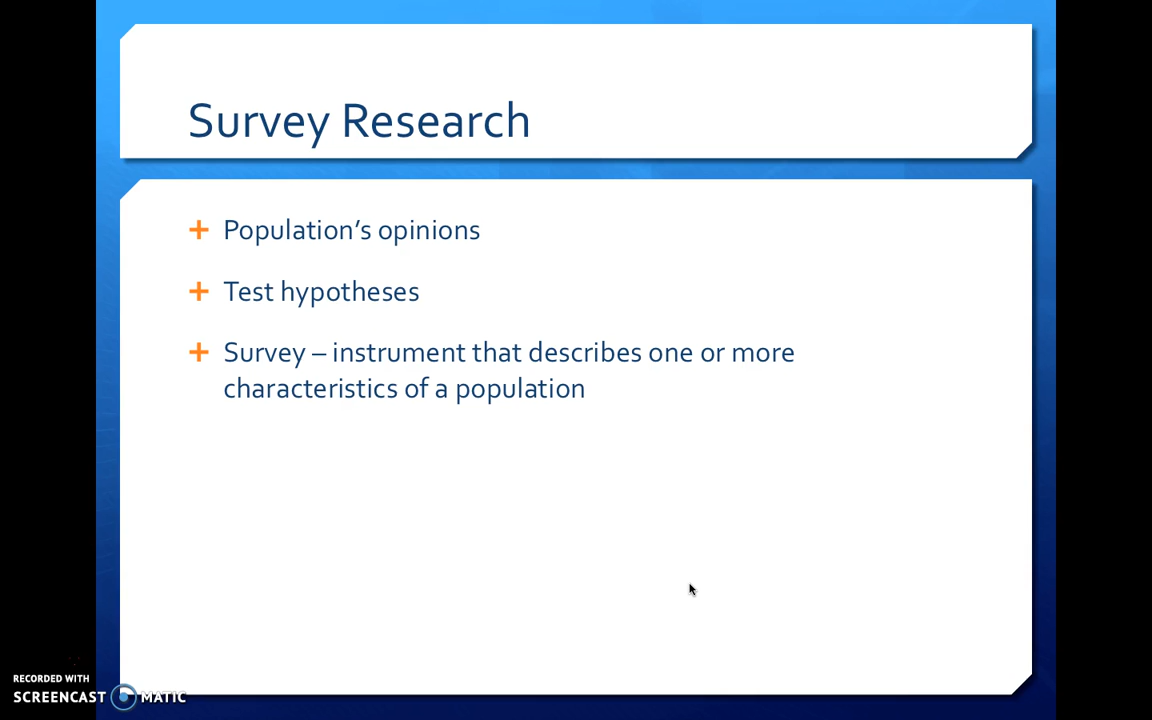 Survey Research
+ Population’s opinions
+ Test hypotheses
+ Survey – instrument that describes one or more
characteristics of a population
RECORDED WITH
SCREENCAST MATIC